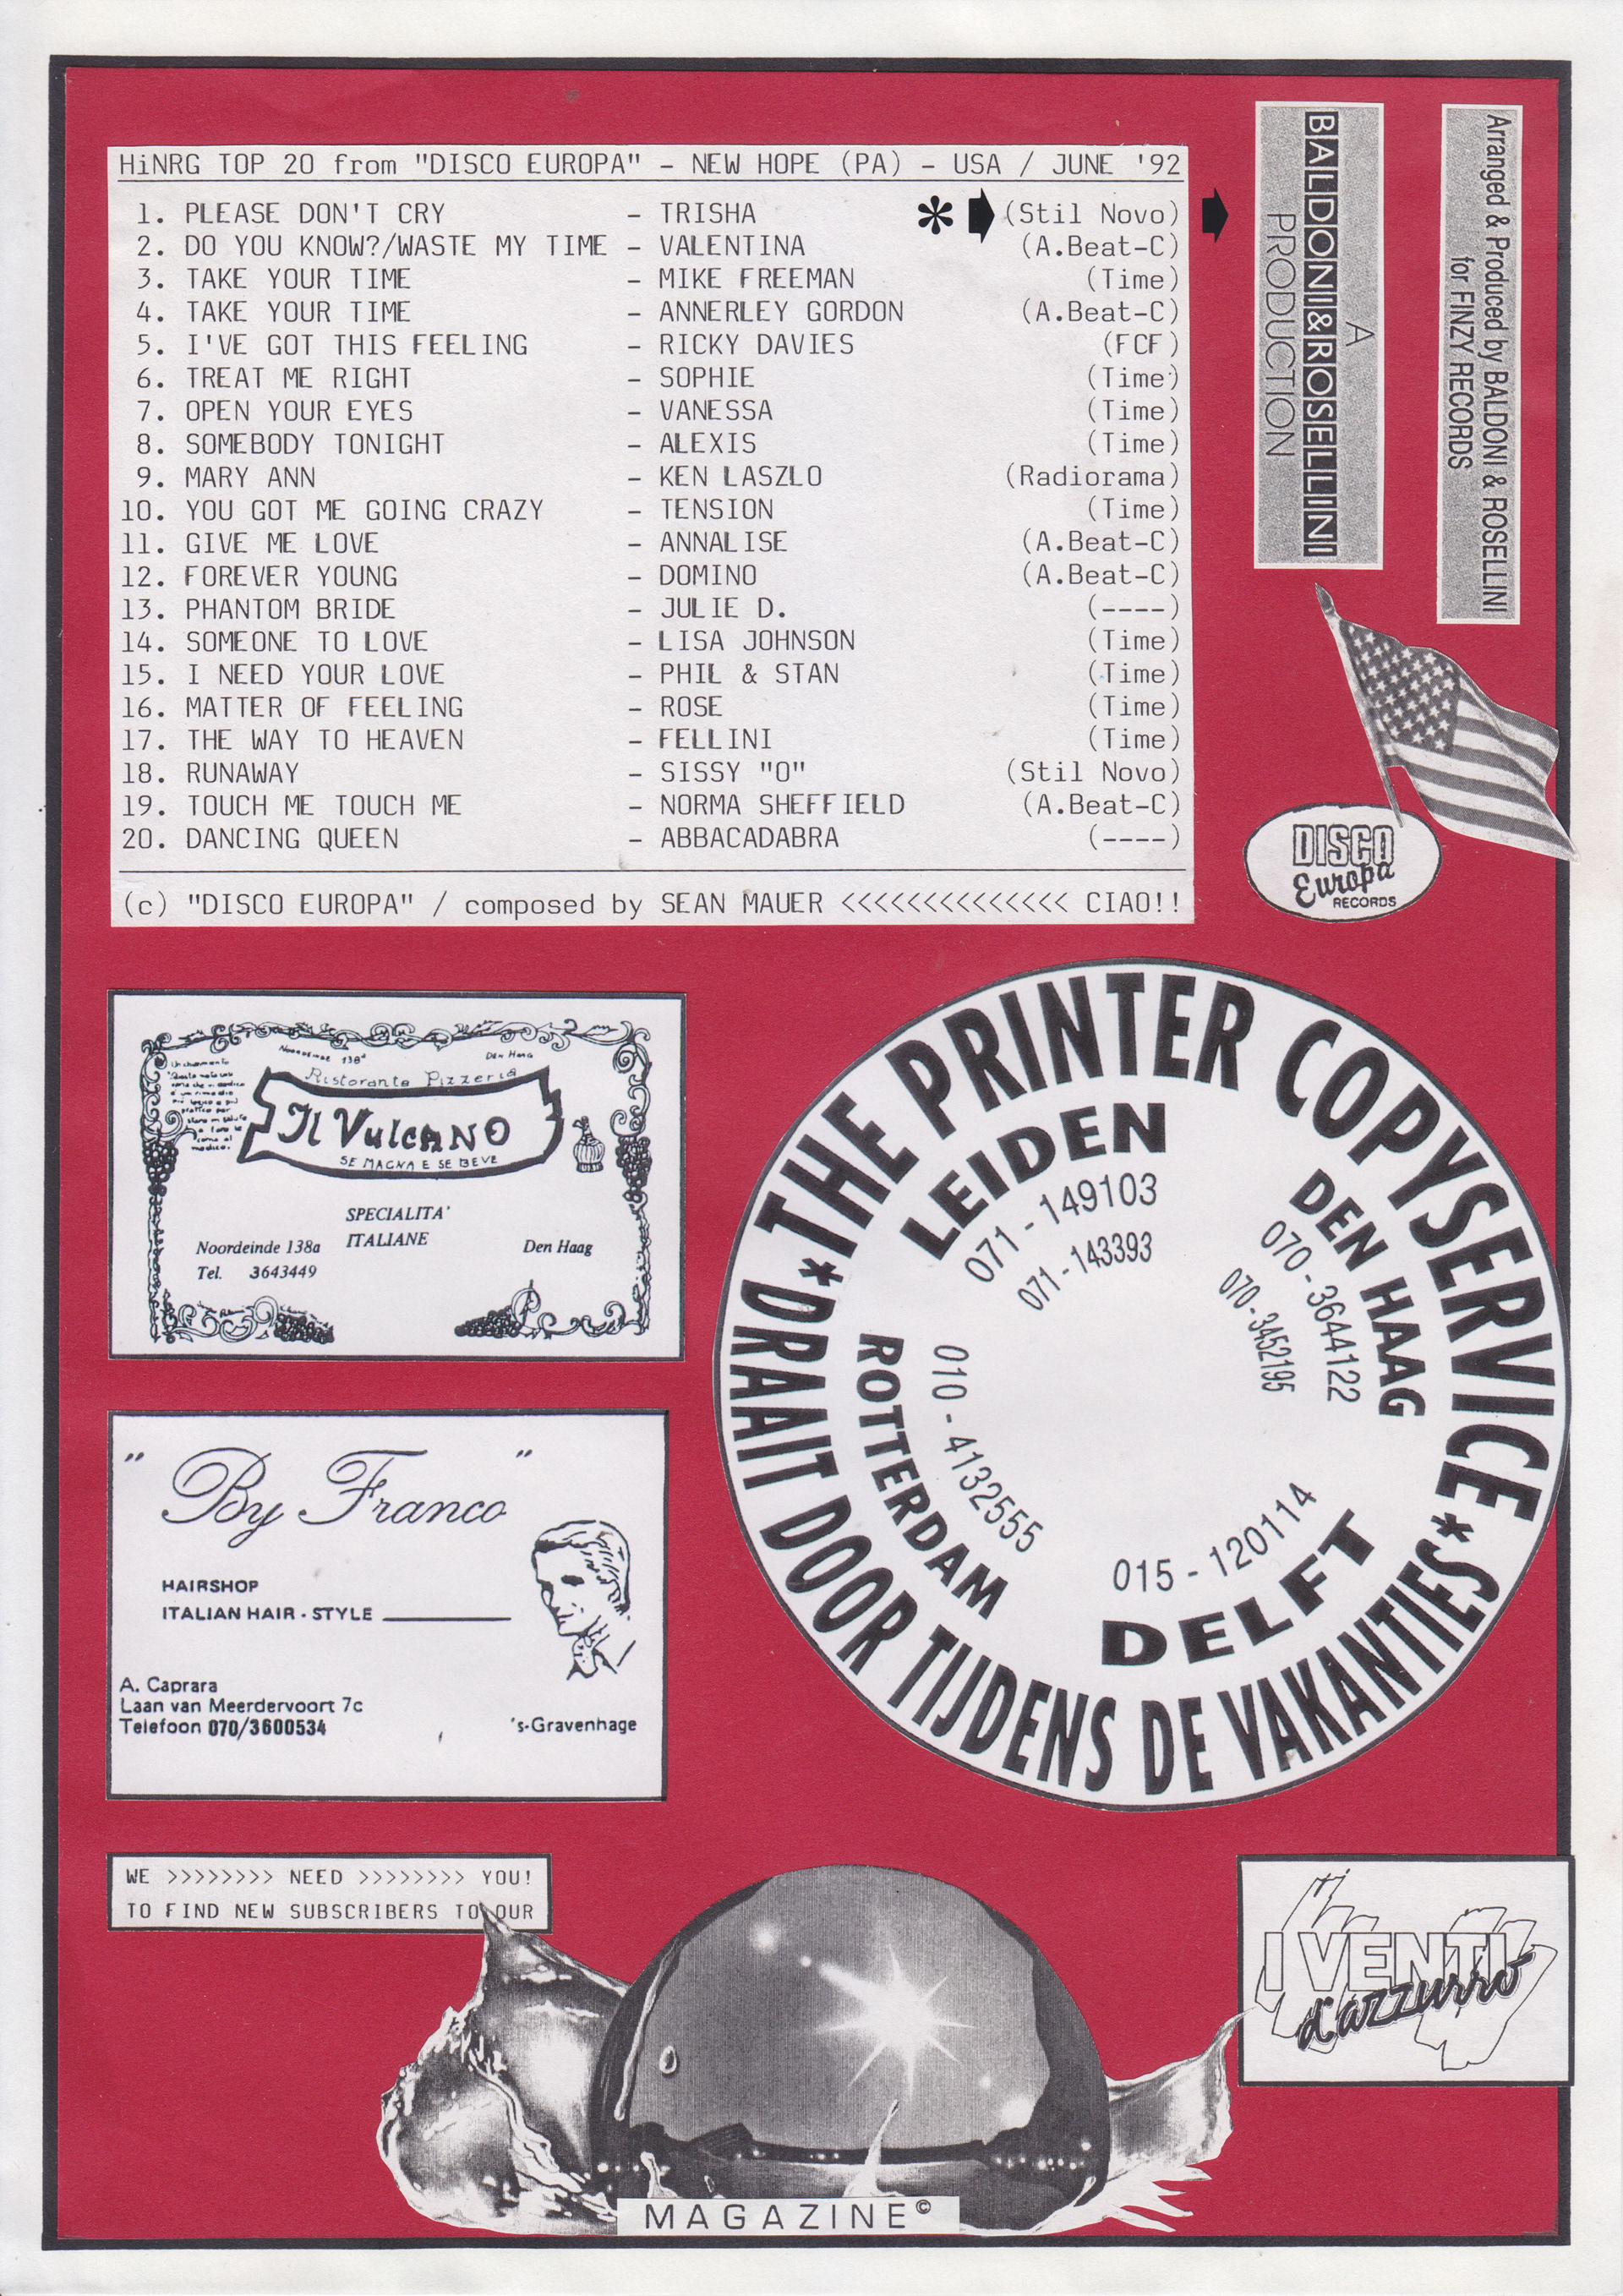 HiNRG TOP 20 from "DISCO EUROPA" – NEW HOPE (PA) – USA / JUNE '92
1. PLEASE DON'T CRY – TRISHA * (Stil Novo)
2. DO YOU KNOW?/WASTE MY TIME – VALENTINA (A.Beat-C)
3. TAKE YOUR TIME – MIKE FREEMAN (Time)
4. TAKE YOUR TIME – ANNERLEY GORDON (A.Beat-C)
5. I'VE GOT THIS FEELING – RICKY DAVIES (FCF)
6. TREAT ME RIGHT – SOPHIE (Time)
7. OPEN YOUR EYES – VANESSA (Time)
8. SOMEBODY TONIGHT – ALEXIS (Time)
9. MARY ANN – KEN LASZLO (Radiorama)
10. YOU GOT ME GOING CRAZY – TENSION (Time)
11. GIVE ME LOVE – ANNALISE (A.Beat-C)
12. FOREVER YOUNG – DOMINO (A.Beat-C)
13. PHANTOM BRIDE – JULIE D. (----)
14. SOMEONE TO LOVE – LISA JOHNSON (Time)
15. I NEED YOUR LOVE – PHIL & STAN (Time)
16. MATTER OF FEELING – ROSE (Time)
17. THE WAY TO HEAVEN – FELLINI (Time)
18. RUNAWAY – SISSY "O" (Stil Novo)
19. TOUCH ME TOUCH ME – NORMA SHEFFIELD (A.Beat-C)
20. DANCING QUEEN – ABBACADABRA (----)
(c) "DISCO EUROPA" / composed by SEAN MAUER <<<<<<<<<<<<<< CIAO!!
A
BALDONI&ROSELLINI
PRODUCTION
Arranged & Produced by BALDONI & ROSELLINI
for FINZY RECORDS
DISCO
Europa
RECORDS
Noordeinde 138a Den Haag
Ristorante Pizzeria
Il Vulcano
SE MAGNA E SE BEVE
SPECIALITA'
ITALIANE
Noordeinde 138a Den Haag
Tel. 3643449
*THE PRINTER COPYSERVICE*
DRAAIT DOOR TIJDENS DE VAKANTIES
LEIDEN
071 - 149103
071 - 143393
DEN HAAG
070 - 3644122
070 - 3452195
ROTTERDAM
010 - 4132555
015 - 120114
DELFT
" By Franco "
HAIRSHOP
ITALIAN HAIR - STYLE
A. Caprara
Laan van Meerdervoort 7c
Telefoon 070/3600534 's-Gravenhage
WE >>>>>>>> NEED >>>>>>>> YOU!
TO FIND NEW SUBSCRIBERS TO OUR
I VENTI
d'azzurro
MAGAZINE©